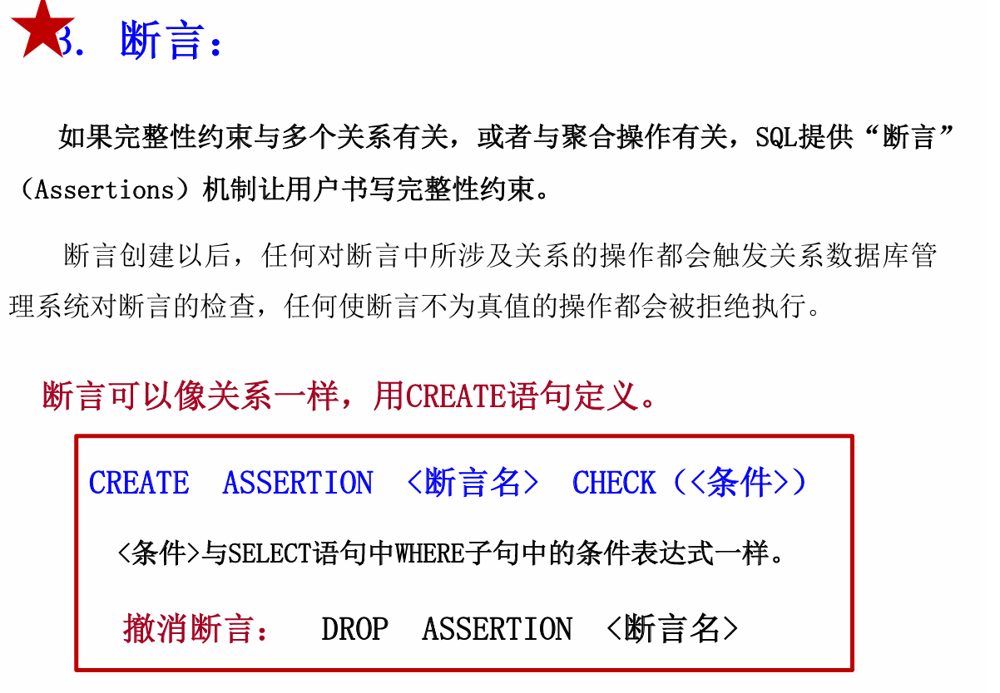 3. 断言：
如果完整性约束与多个关系有关，或者与聚合操作有关，SQL提供“断言”
（Assertions）机制让用户书写完整性约束。
断言创建以后，任何对断言中所涉及关系的操作都会触发关系数据库管
理系统对断言的检查，任何使断言不为真值的操作都会被拒绝执行。
断言可以像关系一样，用CREATE语句定义。
CREATE ASSERTION <断言名> CHECK（<条件>）
<条件>与SELECT语句中WHERE子句中的条件表达式一样。
撤消断言： DROP ASSERTION <断言名>